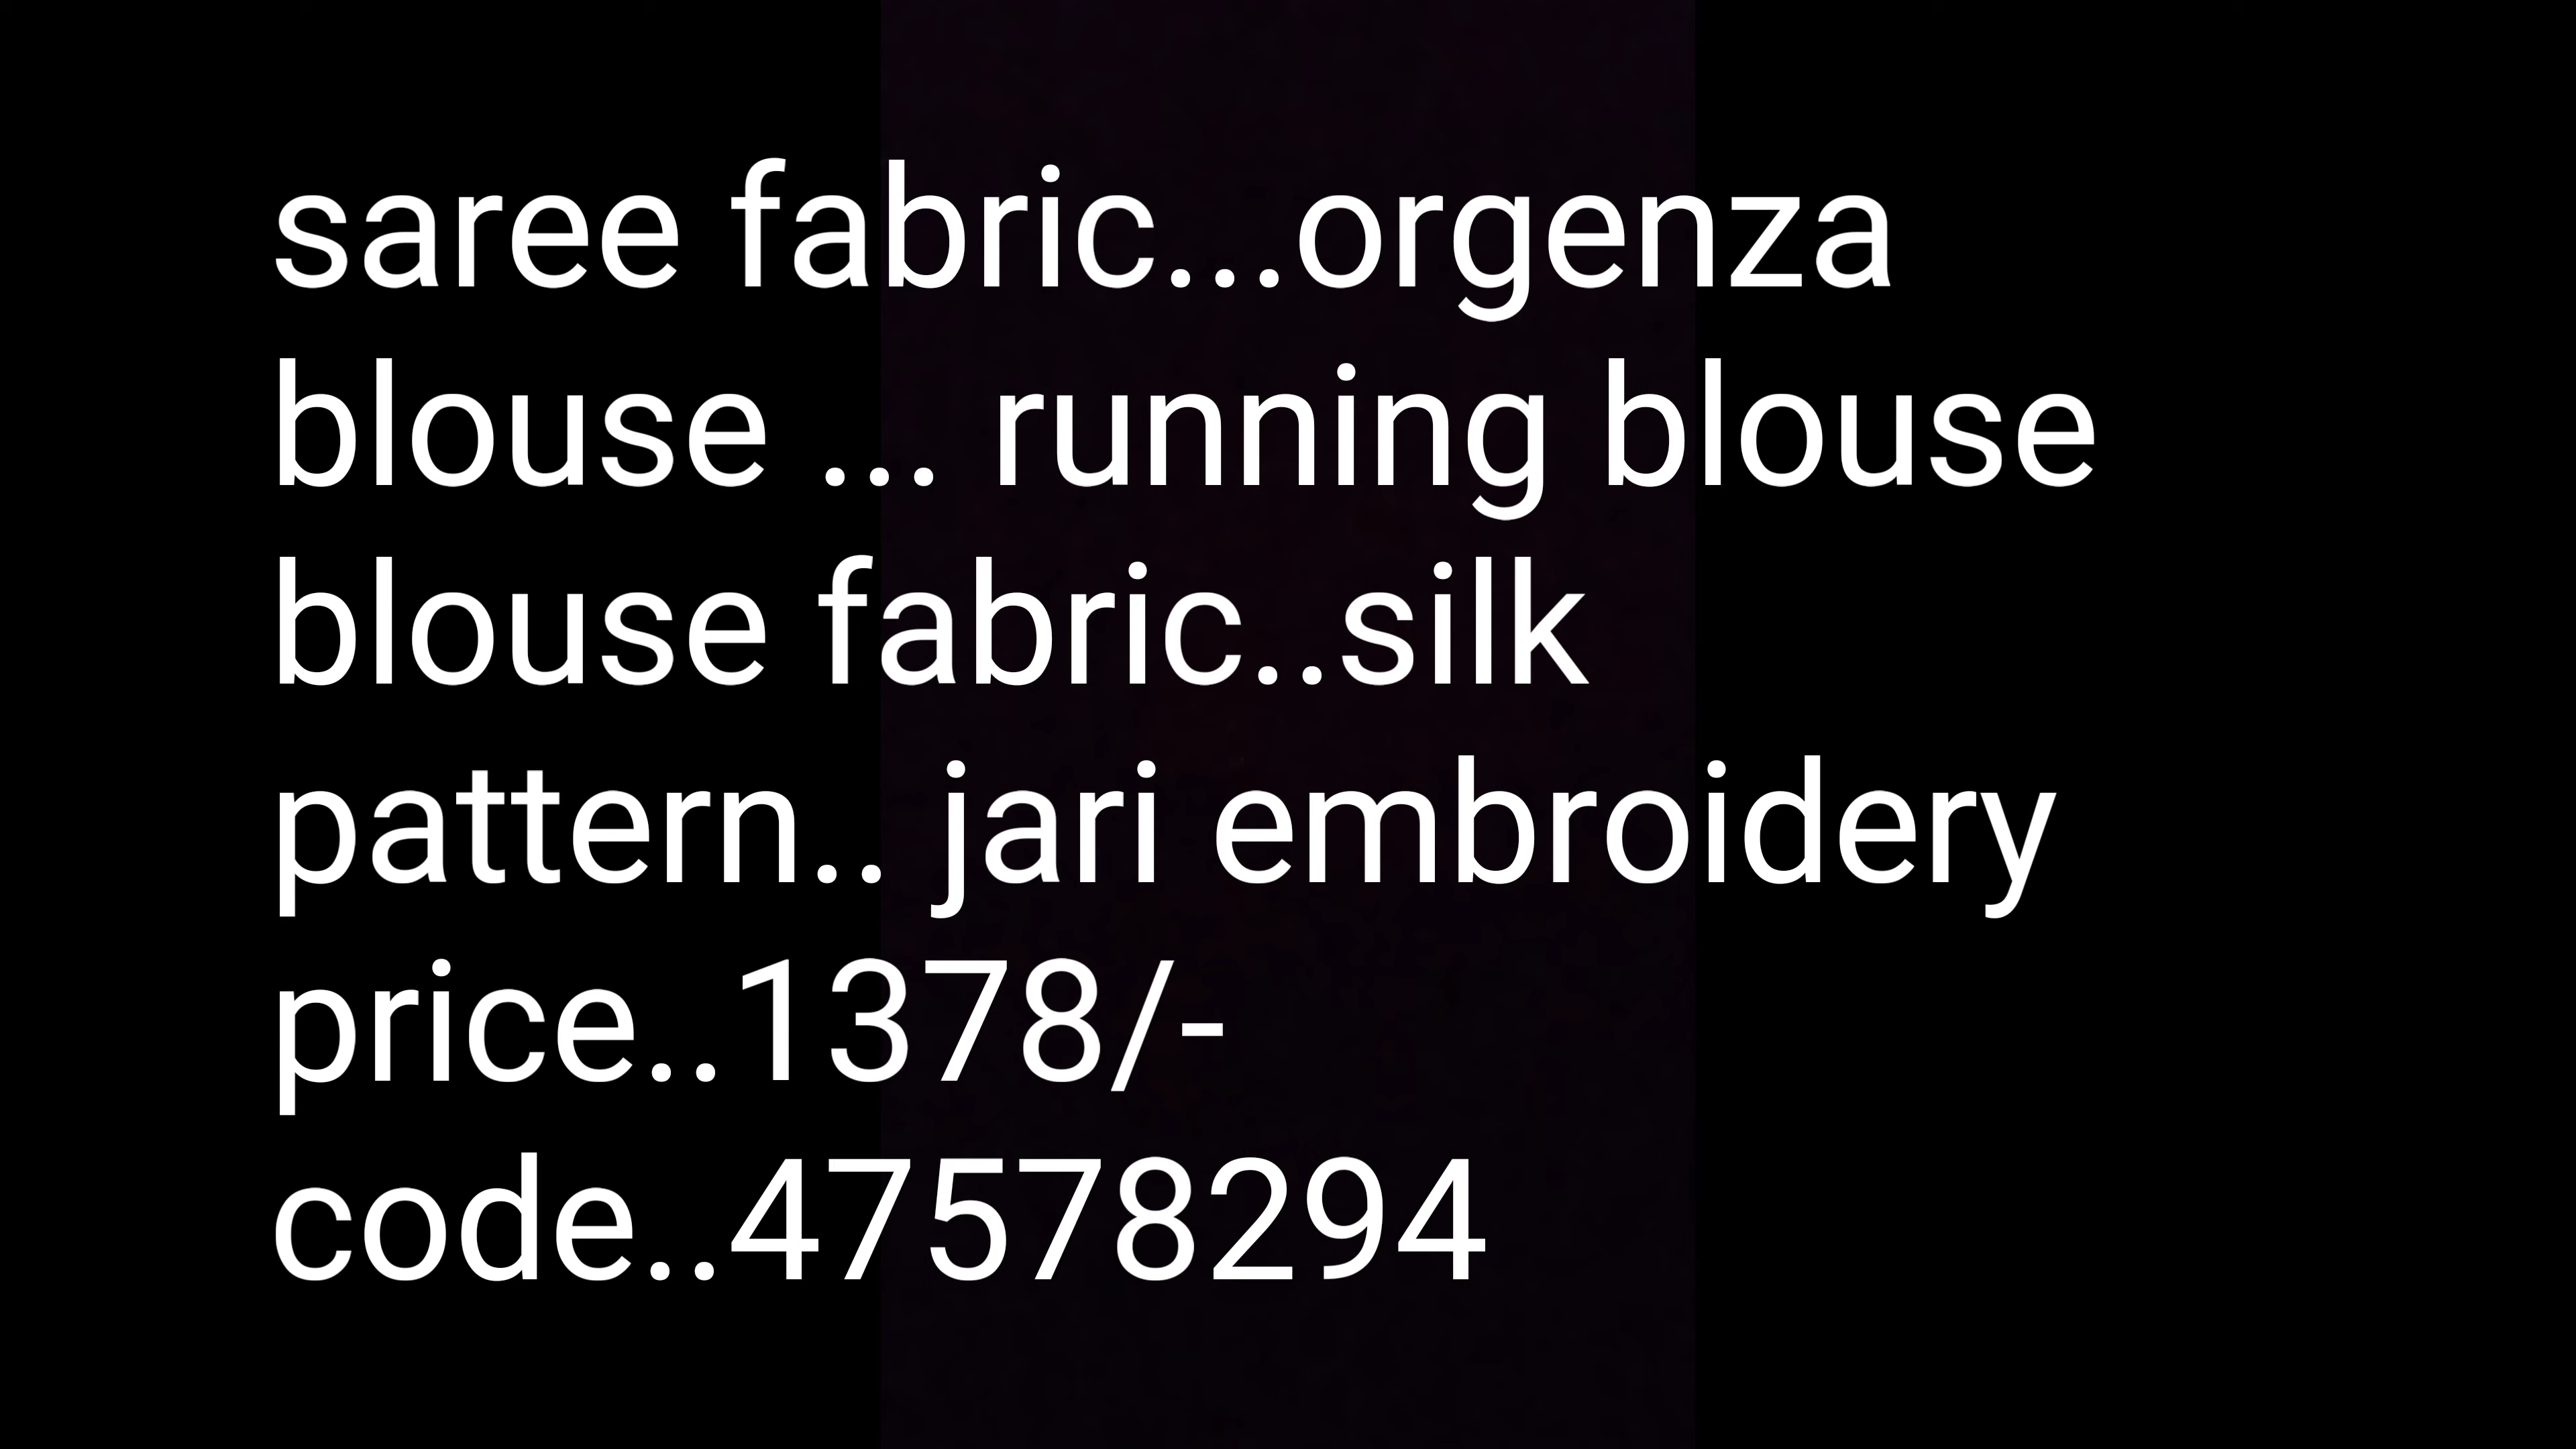 saree fabric...orgenza
blouse ... running blouse
blouse fabric..silk
pattern.. jari embroidery
price..1378/-
code..47578294